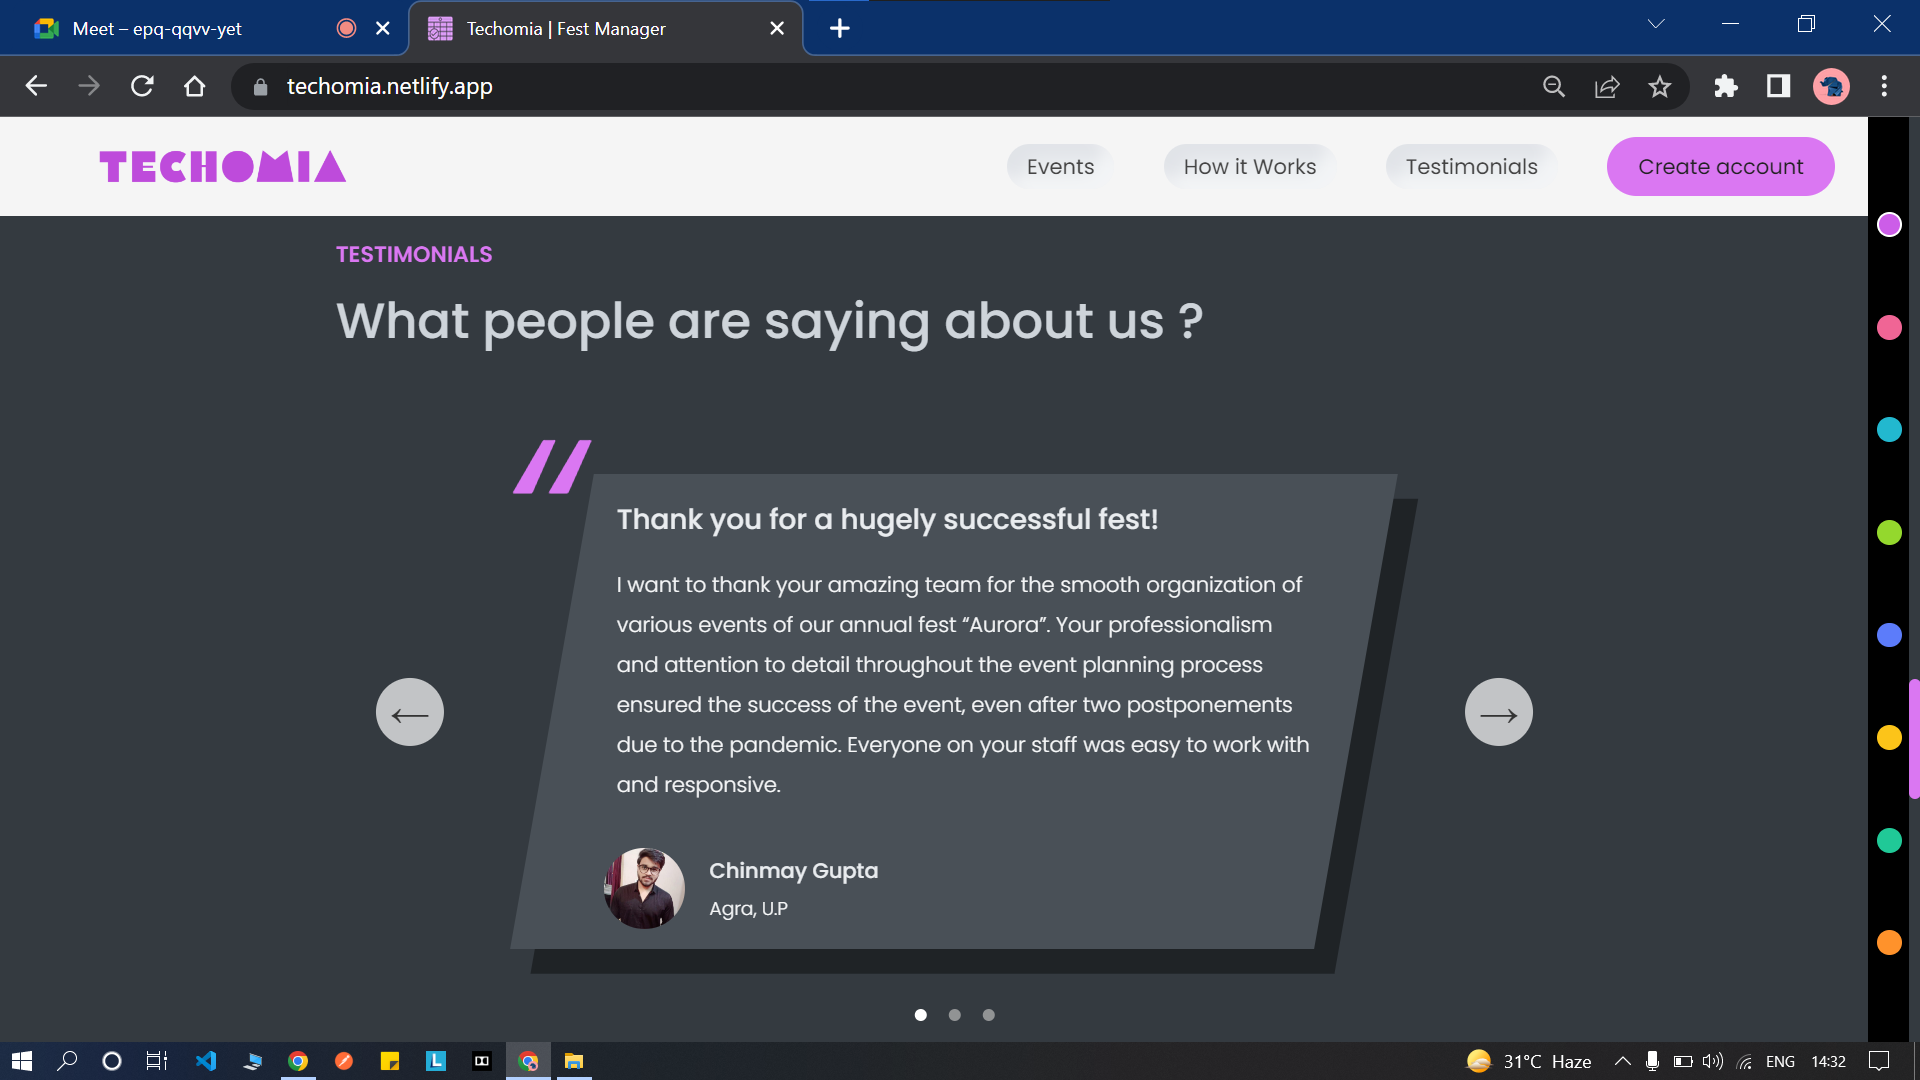 Meet – epq-qqvv-yet
Techomia | Fest Manager
techomia.netlify.app
TECHOMIA
Events
How it Works
Testimonials
Create account
TESTIMONIALS
What people are saying about us ?
Thank you for a hugely successful fest!
I want to thank your amazing team for the smooth organization of
various events of our annual fest “Aurora”. Your professionalism
and attention to detail throughout the event planning process
ensured the success of the event, even after two postponements
due to the pandemic. Everyone on your staff was easy to work with
and responsive.
Chinmay Gupta
Agra, U.P
L
31°C Haze
ENG
14:32